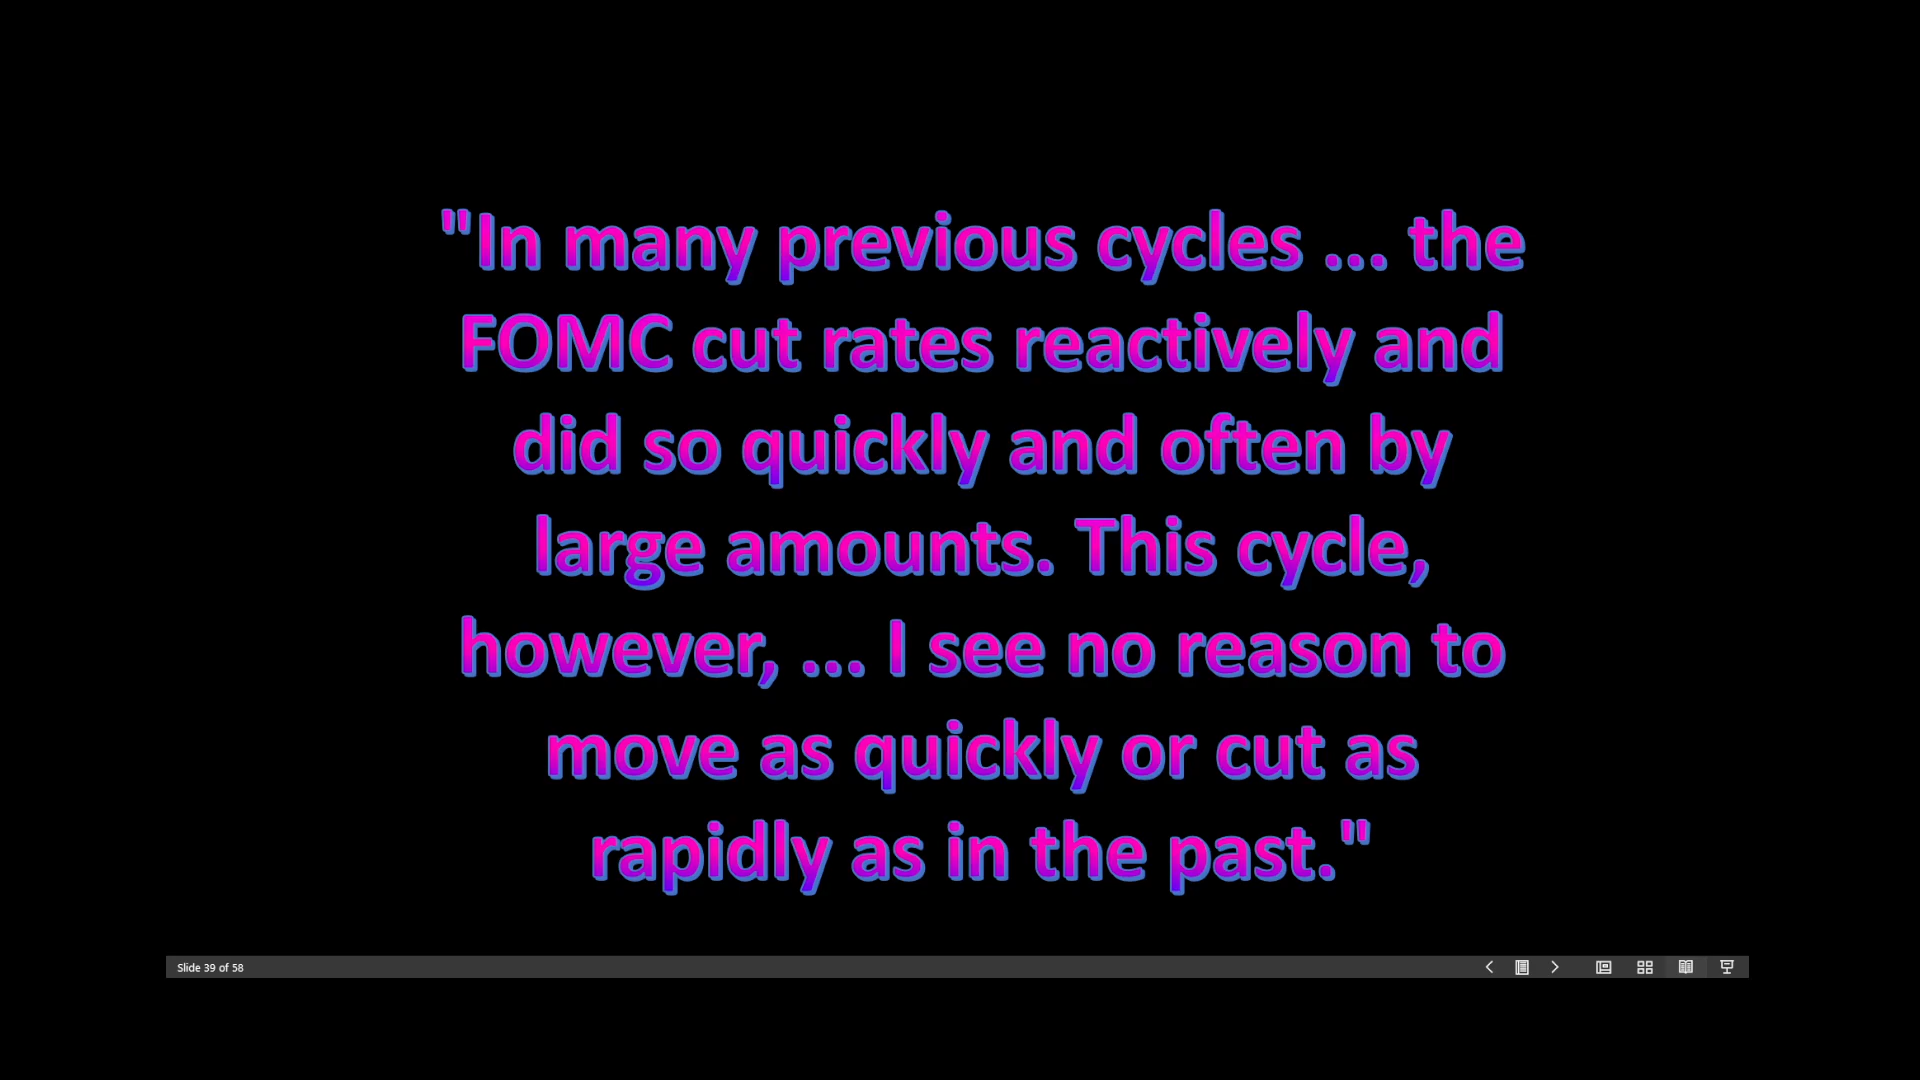 "In many previous cycles ... the
FOMC cut rates reactively and
did so quickly and often by
large amounts. This cycle,
however, ... I see no reason to
move as quickly or cut as
rapidly as in the past."
Slide 39 of 58